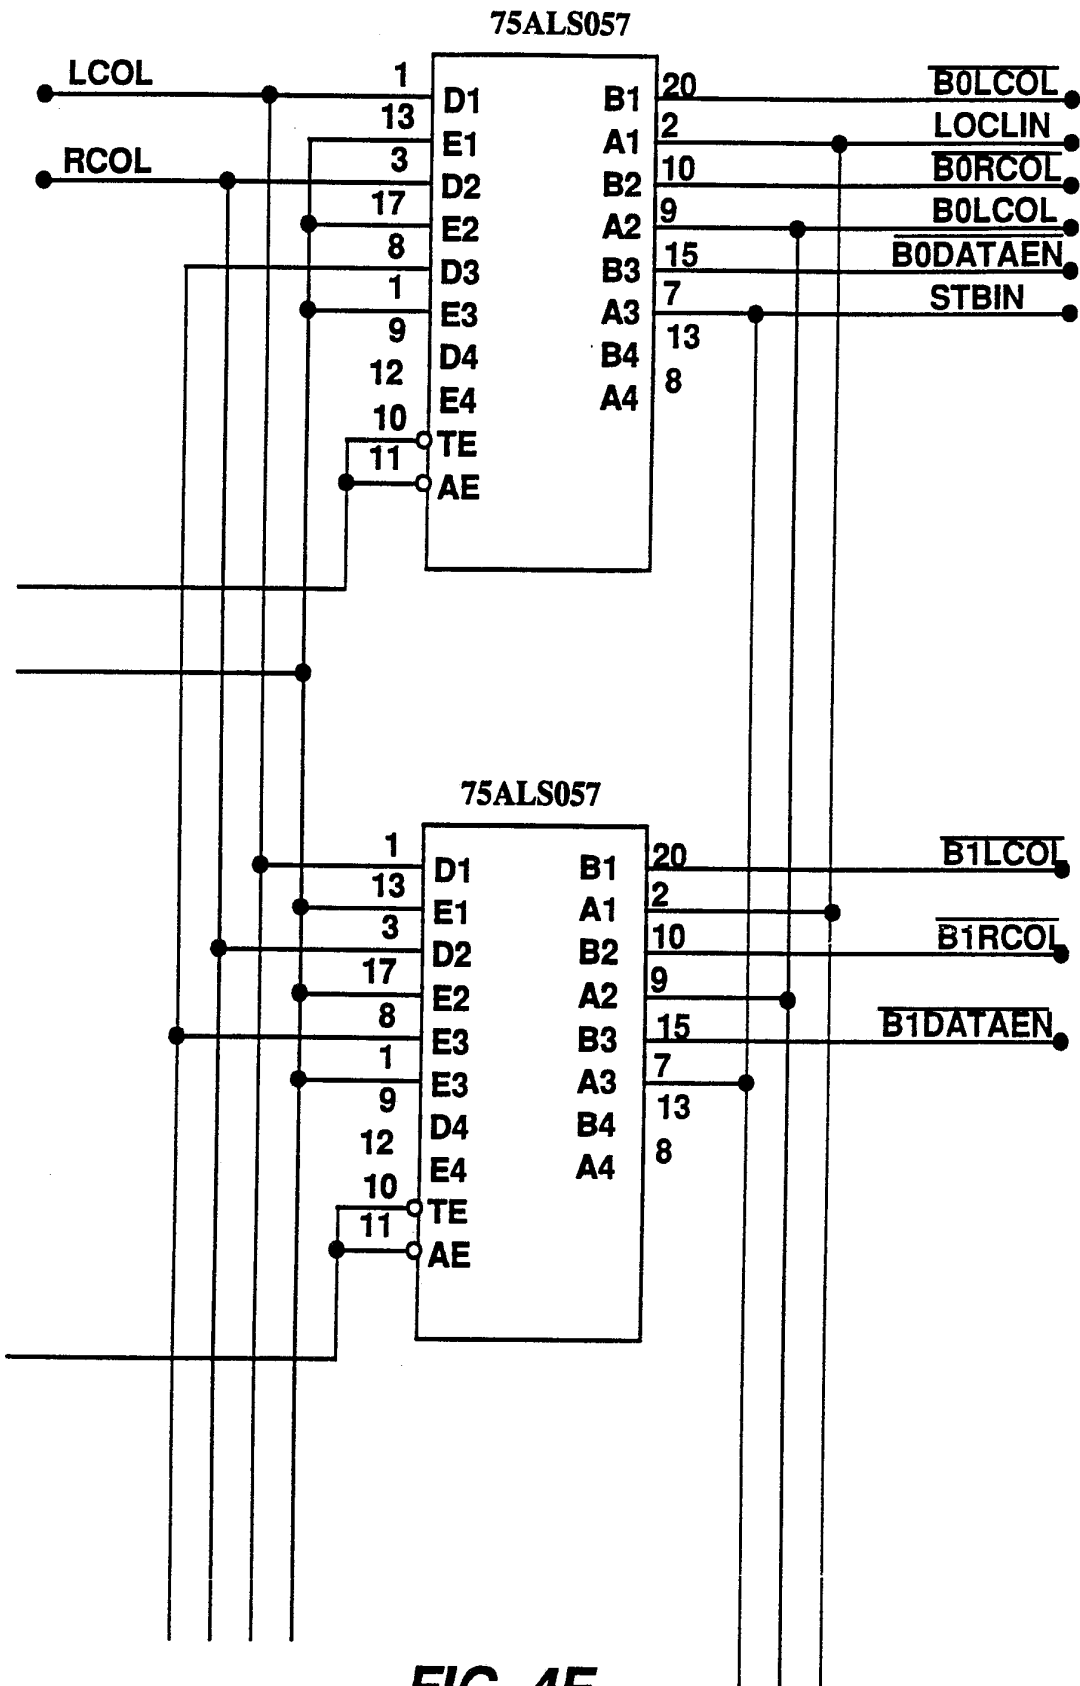 75ALS057
LCOL 1 D1 B1 20 B0LCOL
13 E1 A1 2 LOCLIN
RCOL 3 D2 B2 10 B0RCOL
17 E2 A2 9 B0LCOL
8 D3 B3 15 B0DATAEN
1 E3 A3 7 STBIN
9 D4 B4 13
12 E4 A4 8
10 TE
11 AE
75ALS057
1 D1 B1 20 B1LCOL
13 E1 A1 2
3 D2 B2 10 B1RCOL
17 E2 A2 9
8 E3 B3 15 B1DATAEN
1 E3 A3 7
9 D4 B4 13
12 E4 A4 8
10 TE
11 AE
FIG.